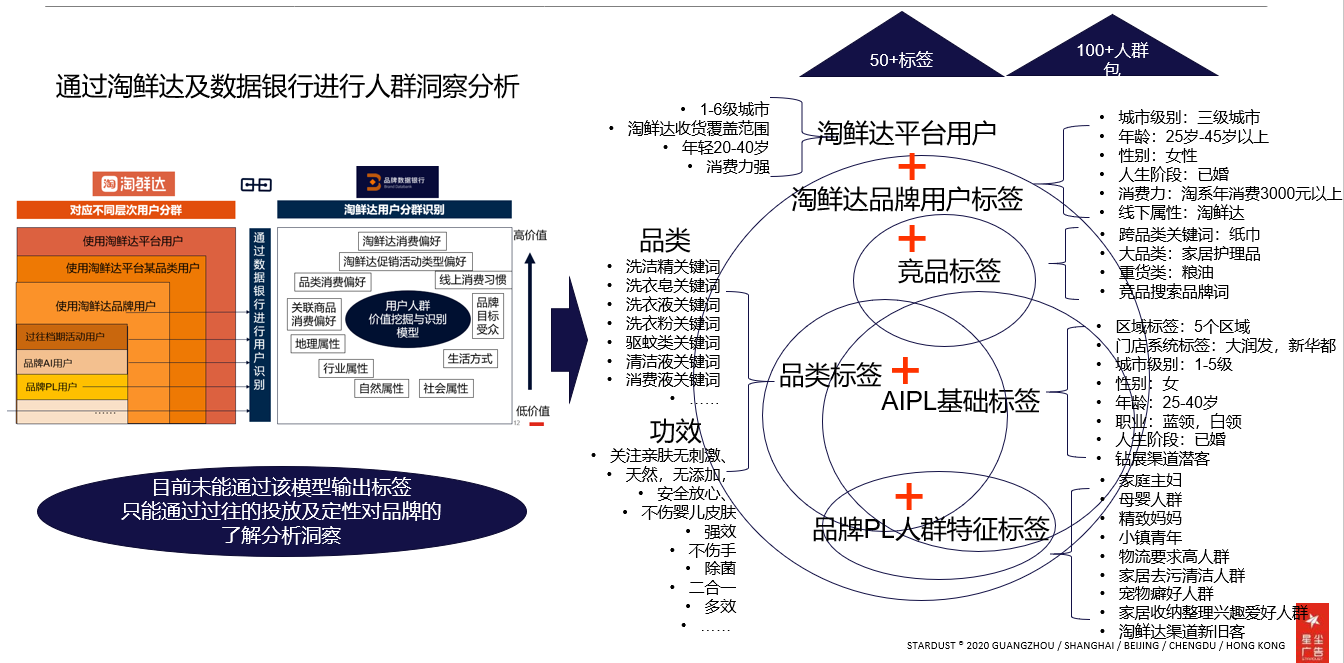 50+标签
100+人群
包
通过淘鲜达及数据银行进行人群洞察分析
淘 淘鲜达
品牌数据银行
Brand Databank
对应不同层次用户分群
使用淘鲜达平台用户
使用淘鲜达平台某品类用户
使用淘鲜达品牌用户
过往档期活动用户
品牌AI用户
品牌PL用户
……
通过数据银行进行用户识别
淘鲜达用户分群识别
淘鲜达消费偏好
淘鲜达促销活动类型偏好
品类消费偏好
线上消费习惯
关联商品
消费偏好
用户人群
价值挖掘与识别
模型
品牌
目标
受众
地理属性
生活方式
行业属性
自然属性
社会属性
高价值
低价值
12
目前未能通过该模型输出标签
只能通过过往的投放及定性对品牌的
了解分析洞察
• 1-6级城市
• 淘鲜达收货覆盖范围
• 年轻20-40岁
• 消费力强
品类
• 洗洁精关键词
• 洗衣皂关键词
• 洗衣液关键词
• 洗衣粉关键词
• 驱蚊类关键词
• 清洁液关键词
• 消费液关键词
• ……
功效
• 关注亲肤无刺激、
• 天然，无添加，
• 安全放心、
• 不伤婴儿皮肤
• 强效
• 不伤手
• 除菌
• 二合一
• 多效
• ……
淘鲜达平台用户
+
淘鲜达品牌用户标签
+
竞品标签
品类标签
+
AIPL基础标签
+
品牌PL人群特征标签
• 城市级别：三级城市
• 年龄：25岁-45岁以上
• 性别：女性
• 人生阶段：已婚
• 消费力：淘系年消费3000元以上
• 线下属性：淘鲜达
• 跨品类关键词：纸巾
• 大品类：家居护理品
• 重货类：粮油
• 竞品搜索品牌词
• 区域标签：5个区域
• 门店系统标签：大润发，新华都
• 城市级别：1-5级
• 性别：女
• 年龄：25-40岁
• 职业：蓝领，白领
• 人生阶段：已婚
• 钻展渠道潜客
• 家庭主妇
• 母婴人群
• 精致妈妈
• 小镇青年
• 物流要求高人群
• 家居去污清洁人群
• 宠物癖好人群
• 家居收纳整理兴趣爱好人群
• 淘鲜达渠道新旧客
STARDUST © 2020 GUANGZHOU / SHANGHAI / BEIJING / CHENGDU / HONG KONG
星尘
广告